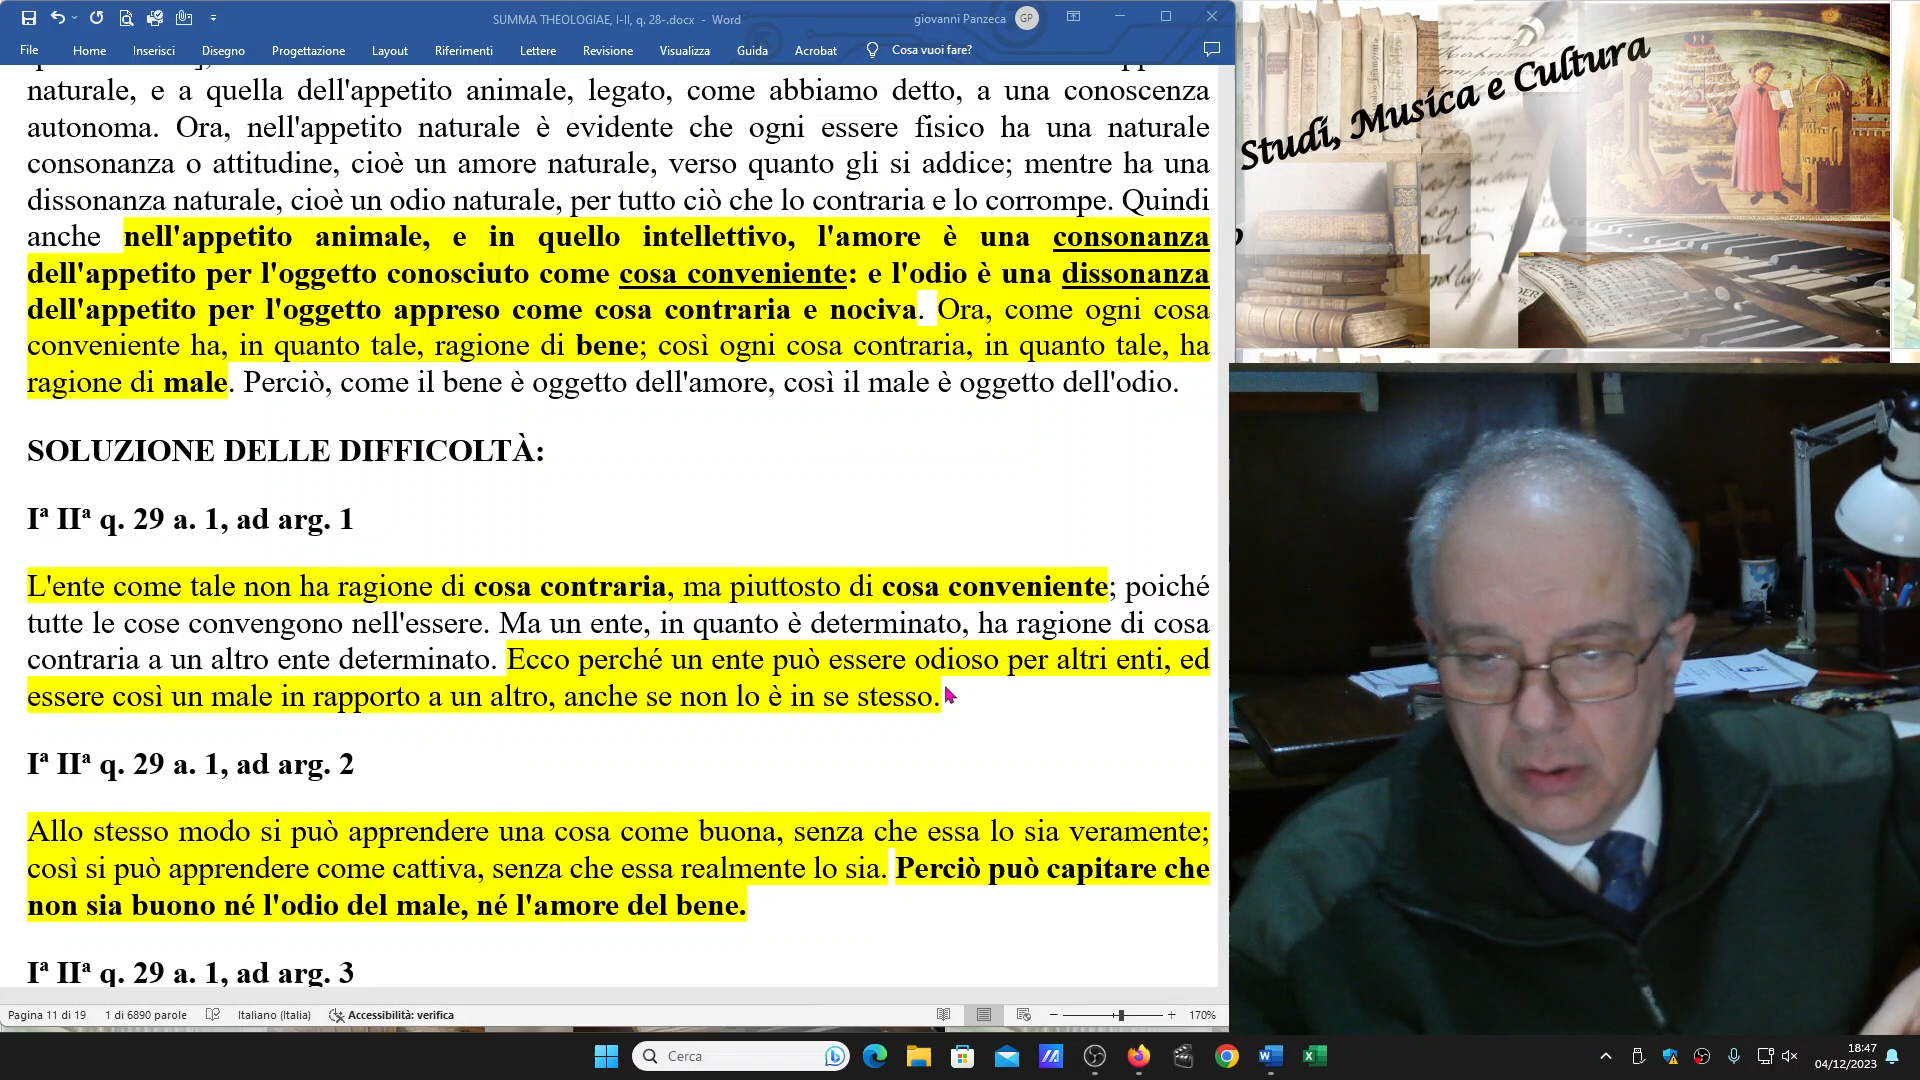 SUMMA THEOLOGIAE, I-II, q. 28-.docx - Word
giovanni Panzeca GP
File Home Inserisci Disegno Progettazione Layout Riferimenti Lettere Revisione Visualizza Guida Acrobat Cosa vuoi fare?
naturale, e a quella dell'appetito animale, legato, come abbiamo detto, a una conoscenza
autonoma. Ora, nell'appetito naturale è evidente che ogni essere fisico ha una naturale
consonanza o attitudine, cioè un amore naturale, verso quanto gli si addice; mentre ha una
dissonanza naturale, cioè un odio naturale, per tutto ciò che lo contraria e lo corrompe. Quindi
anche nell'appetito animale, e in quello intellettivo, l'amore è una consonanza
dell'appetito per l'oggetto conosciuto come cosa conveniente: e l'odio è una dissonanza
dell'appetito per l'oggetto appreso come cosa contraria e nociva. Ora, come ogni cosa
conveniente ha, in quanto tale, ragione di bene; così ogni cosa contraria, in quanto tale, ha
ragione di male. Perciò, come il bene è oggetto dell'amore, così il male è oggetto dell'odio.
SOLUZIONE DELLE DIFFICOLTÀ:
Iª IIª q. 29 a. 1, ad arg. 1
L'ente come tale non ha ragione di cosa contraria, ma piuttosto di cosa conveniente; poiché
tutte le cose convengono nell'essere. Ma un ente, in quanto è determinato, ha ragione di cosa
contraria a un altro ente determinato. Ecco perché un ente può essere odioso per altri enti, ed
essere così un male in rapporto a un altro, anche se non lo è in se stesso.
Iª IIª q. 29 a. 1, ad arg. 2
Allo stesso modo si può apprendere una cosa come buona, senza che essa lo sia veramente;
così si può apprendere come cattiva, senza che essa realmente lo sia. Perciò può capitare che
non sia buono né l'odio del male, né l'amore del bene.
Iª IIª q. 29 a. 1, ad arg. 3
Pagina 11 di 19 1 di 6890 parole Italiano (Italia) Accessibilità: verifica 170%
Studi, Musica e Cultura
Cerca
18:47
04/12/2023